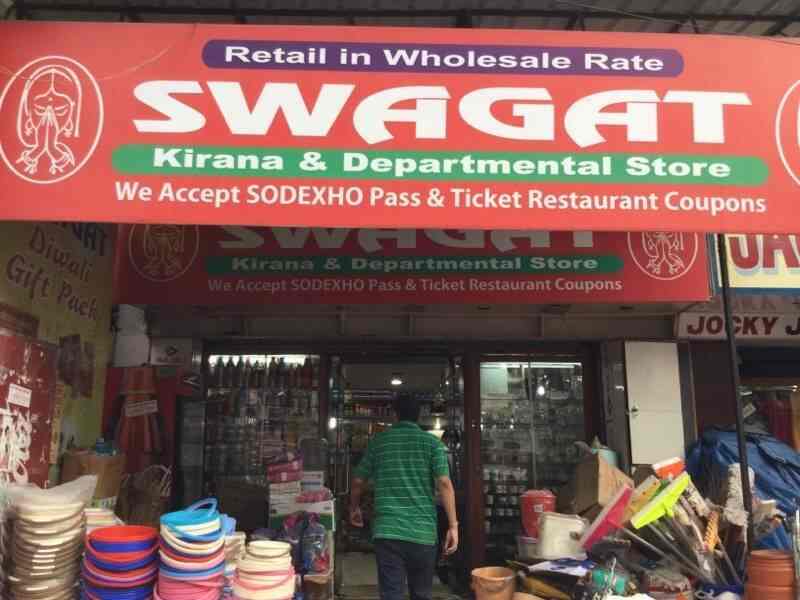 Retail in Wholesale Rate
SWAGAT
Kirana & Departmental Store
We Accept SODEXHO Pass & Ticket Restaurant Coupons
SWAGAT
Kirana & Departmental Store
We Accept SODEXHO Pass & Ticket Restaurant Coupons
Diwali
Gift Pack
JOCKY